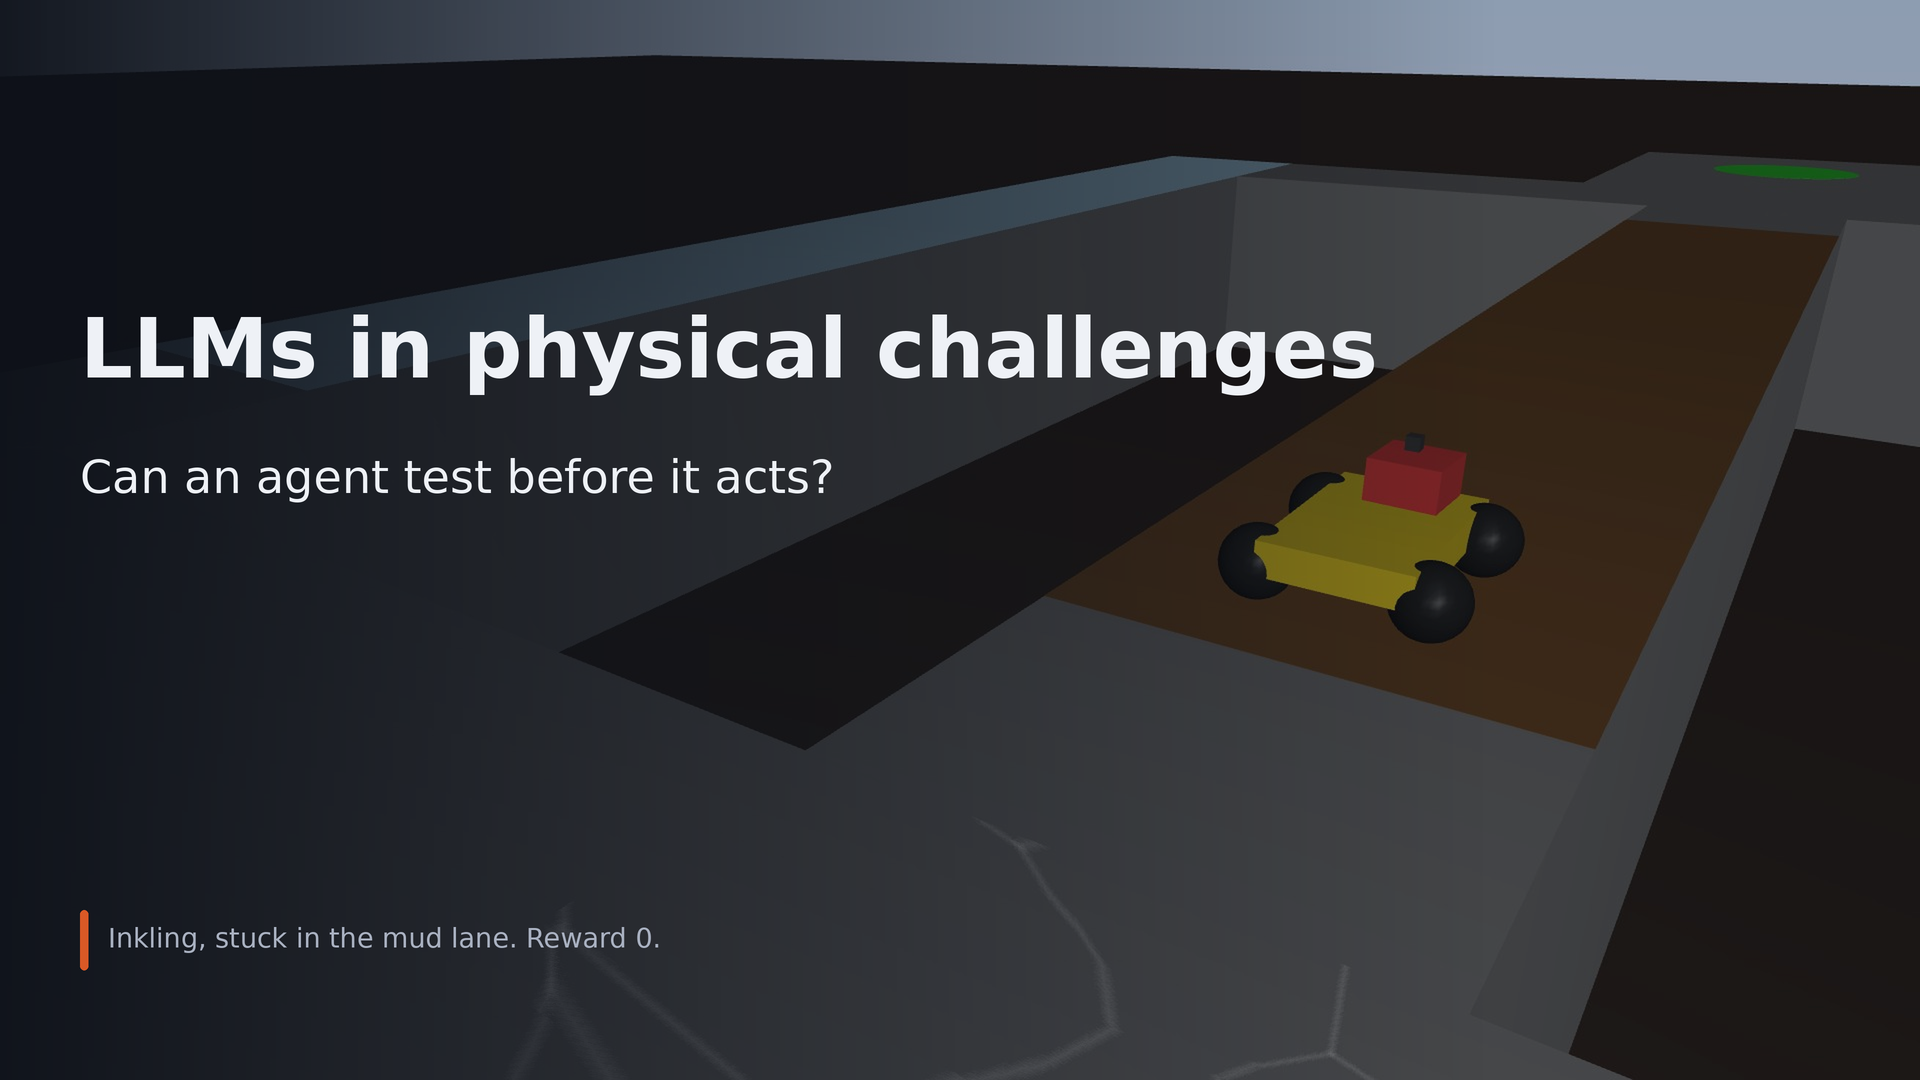 LLMs in physical challenges
Can an agent test before it acts?
Inkling, stuck in the mud lane. Reward 0.